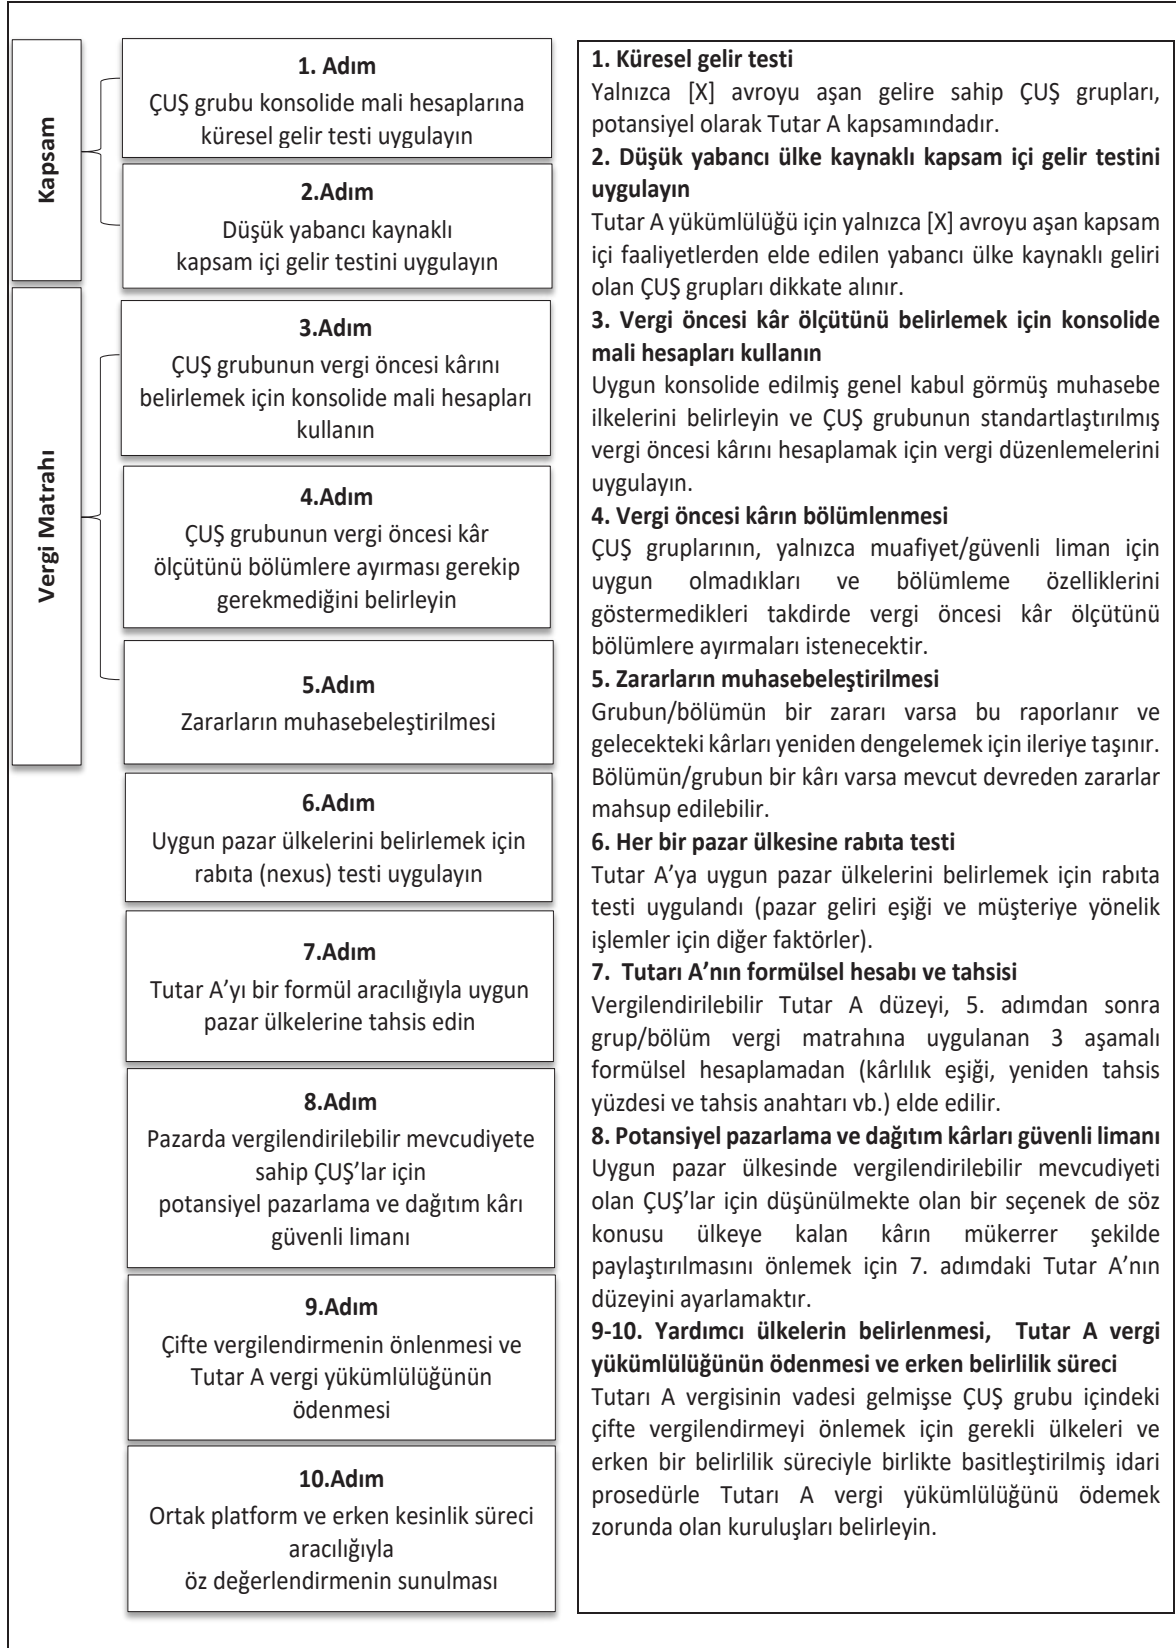 Kapsam
1. Adım
ÇUŞ grubu konsolide mali hesaplarına
küresel gelir testi uygulayın
2.Adım
Düşük yabancı kaynaklı
kapsam içi gelir testini uygulayın
Vergi Matrahı
3.Adım
ÇUŞ grubunun vergi öncesi kârını
belirlemek için konsolide mali hesapları
kullanın
4.Adım
ÇUŞ grubunun vergi öncesi kâr
ölçütünü bölümlere ayırması gerekip
gerekmediğini belirleyin
5.Adım
Zararların muhasebeleştirilmesi
6.Adım
Uygun pazar ülkelerini belirlemek için
rabıta (nexus) testi uygulayın
7.Adım
Tutar A’yı bir formül aracılığıyla uygun
pazar ülkelerine tahsis edin
8.Adım
Pazarda vergilendirilebilir mevcudiyete
sahip ÇUŞ’lar için
potansiyel pazarlama ve dağıtım kârı
güvenli limanı
9.Adım
Çifte vergilendirmenin önlenmesi ve
Tutar A vergi yükümlülüğünün
ödenmesi
10.Adım
Ortak platform ve erken kesinlik süreci
aracılığıyla
öz değerlendirmenin sunulması
1. Küresel gelir testi
Yalnızca [X] avroyu aşan gelire sahip ÇUŞ grupları,
potansiyel olarak Tutar A kapsamındadır.
2. Düşük yabancı ülke kaynaklı kapsam içi gelir testini
uygulayın
Tutar A yükümlülüğü için yalnızca [X] avroyu aşan kapsam
içi faaliyetlerden elde edilen yabancı ülke kaynaklı geliri
olan ÇUŞ grupları dikkate alınır.
3. Vergi öncesi kâr ölçütünü belirlemek için konsolide
mali hesapları kullanın
Uygun konsolide edilmiş genel kabul görmüş muhasebe
ilkelerini belirleyin ve ÇUŞ grubunun standartlaştırılmış
vergi öncesi kârını hesaplamak için vergi düzenlemelerini
uygulayın.
4. Vergi öncesi kârın bölümlenmesi
ÇUŞ gruplarının, yalnızca muafiyet/güvenli liman için
uygun olmadıkları ve bölümleme özelliklerini
göstermedikleri takdirde vergi öncesi kâr ölçütünü
bölümlere ayırmaları istenecektir.
5. Zararların muhasebeleştirilmesi
Grubun/bölümün bir zararı varsa bu raporlanır ve
gelecekteki kârları yeniden dengelemek için ileriye taşınır.
Bölümün/grubun bir kârı varsa mevcut devreden zararlar
mahsup edilebilir.
6. Her bir pazar ülkesine rabıta testi
Tutar A’ya uygun pazar ülkelerini belirlemek için rabıta
testi uygulandı (pazar geliri eşiği ve müşteriye yönelik
işlemler için diğer faktörler).
7. Tutarı A’nın formülsel hesabı ve tahsisi
Vergilendirilebilir Tutar A düzeyi, 5. adımdan sonra
grup/bölüm vergi matrahına uygulanan 3 aşamalı
formülsel hesaplamadan (kârlılık eşiği, yeniden tahsis
yüzdesi ve tahsis anahtarı vb.) elde edilir.
8. Potansiyel pazarlama ve dağıtım kârları güvenli limanı
Uygun pazar ülkesinde vergilendirilebilir mevcudiyeti
olan ÇUŞ’lar için düşünülmekte olan bir seçenek de söz
konusu ülkeye kalan kârın mükerrer şekilde
paylaştırılmasını önlemek için 7. adımdaki Tutar A’nın
düzeyini ayarlamaktır.
9-10. Yardımcı ülkelerin belirlenmesi, Tutar A vergi
yükümlülüğünün ödenmesi ve erken belirlilik süreci
Tutarı A vergisinin vadesi gelmişse ÇUŞ grubu içindeki
çifte vergilendirmeyi önlemek için gerekli ülkeleri ve
erken bir belirlilik süreciyle birlikte basitleştirilmiş idari
prosedürle Tutarı A vergi yükümlülüğünü ödemek
zorunda olan kuruluşları belirleyin.